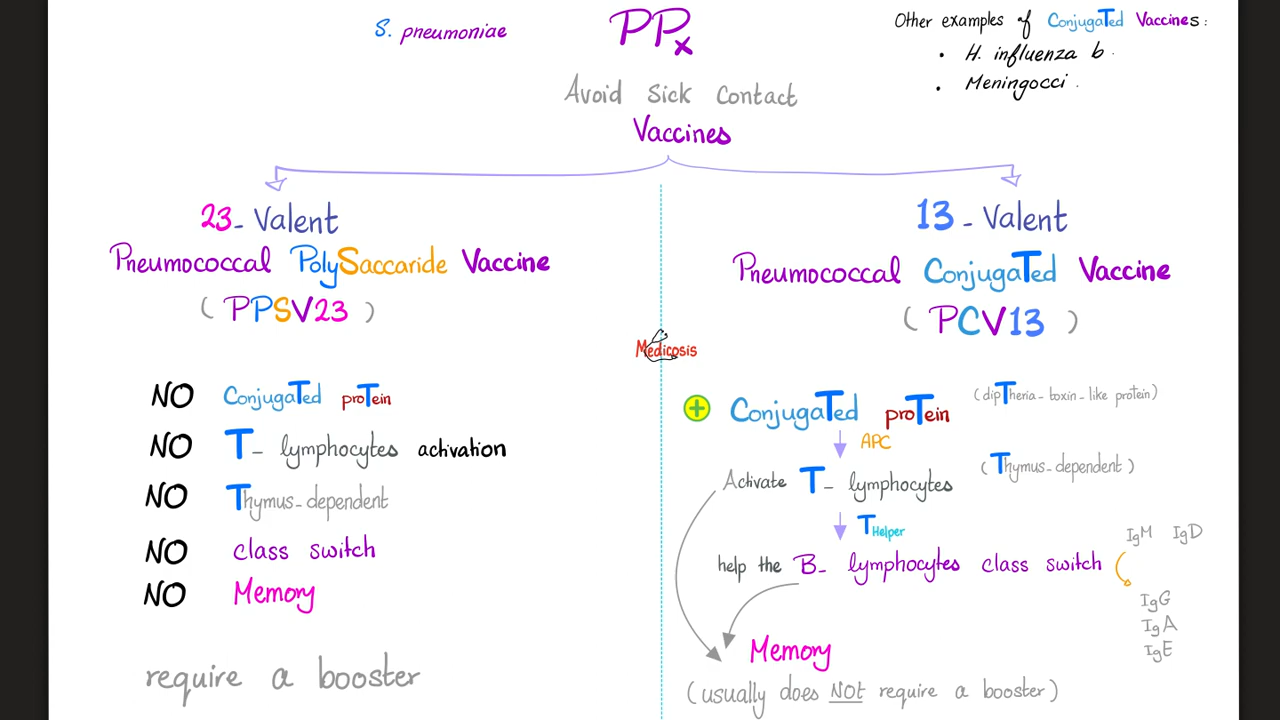 S. pneumoniae
PPx
Avoid Sick Contact
Vaccines
Other examples of ConjugaTed Vaccines:
• H. influenza b.
• Meningocci.
23-Valent
Pneumococcal PolySaccaride Vaccine
(PPSV23)
NO ConjugaTed proTein
NO T-lymphocytes activation
NO Thymus-dependent
NO class switch
NO Memory
require a booster
Medicosis
13-Valent
Pneumococcal ConjugaTed Vaccine
(PCV13)
+ ConjugaTed proTein (dipTheria-toxin-like protein)
APC
Activate T-lymphocytes (Thymus-dependent)
THelper
help the B-lymphocytes class switch
IgM IgD
IgG
IgA
IgE
Memory
(usually does NOT require a booster)